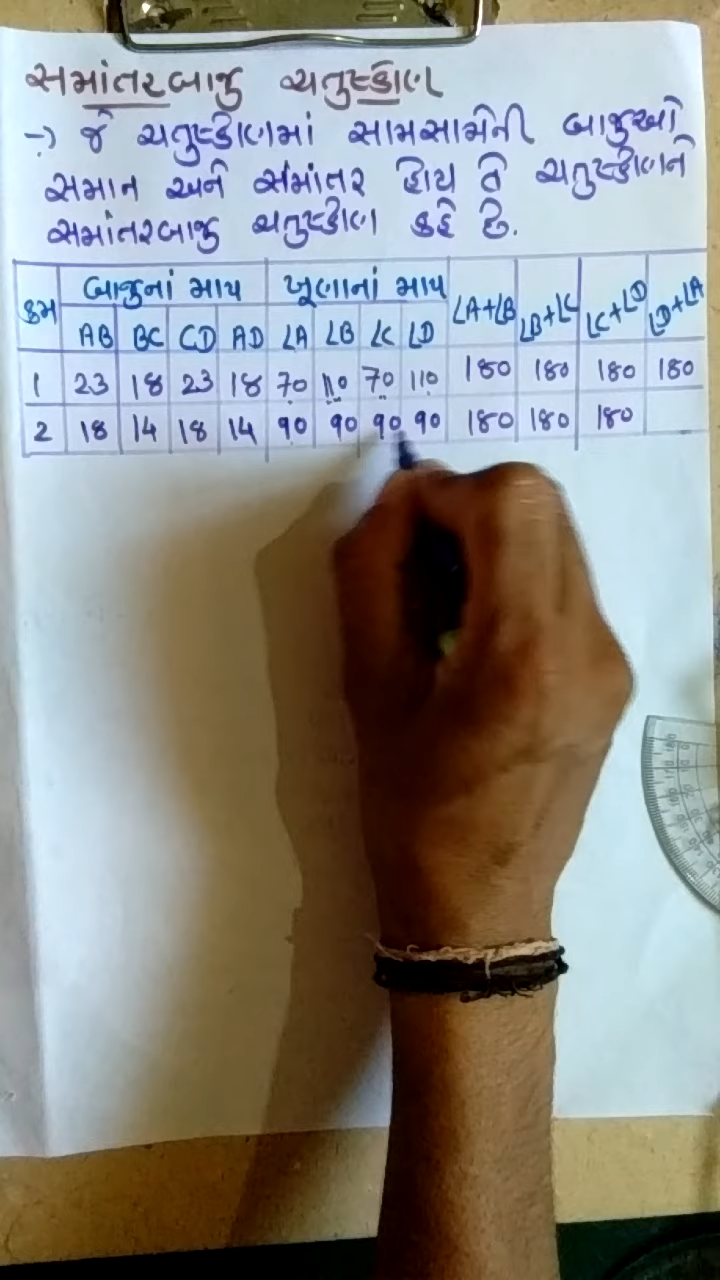 સમાંતરબાજુ ચતુષ્કોણ
→ જે ચતુષ્કોણમાં સામસામેની બાજુઓ
સમાન અને સંમાંતર હોય તે ચતુષ્કોણને
સમાંતરબાજુ ચતુષ્કોણ કહે છે.
ક્રમ બાજુનાં માપ ખૂણાનાં માપ ∠A+∠B ∠B+∠C ∠C+∠D ∠D+∠A
AB BC CD AD ∠A ∠B ∠C ∠D
1 23 18 23 18 70 110 70 110 180 180 180 180
2 18 14 18 14 90 90 90 90 180 180 180